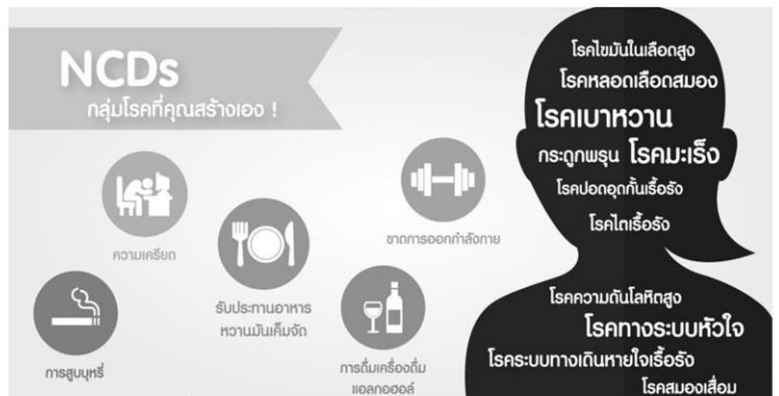 NCDs
กลุ่มโรคที่คุณสร้างเอง !
ความเครียด
ขาดการออกกำลังกาย
รับประทานอาหาร
หวานมันเค็มจัด
การสูบบุหรี่
การดื่มเครื่องดื่ม
แอลกอฮอล์
โรคไขมันในเลือดสูง
โรคหลอดเลือดสมอง
โรคเบาหวาน
กระดูกพรุน โรคมะเร็ง
โรคปอดอุดกั้นเรื้อรัง
โรคไตเรื้อรัง
โรคความดันโลหิตสูง
โรคทางระบบหัวใจ
โรคระบบทางเดินหายใจเรื้อรัง
โรคสมองเสื่อม